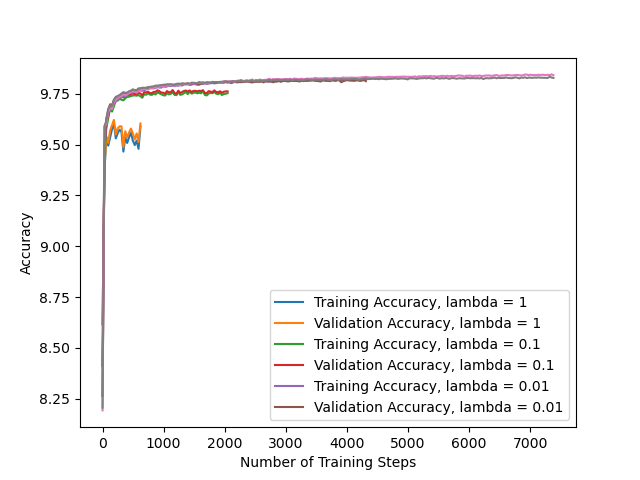 9.75
9.50
9.25
9.00
8.75
8.50
8.25
Accuracy
Training Accuracy, lambda = 1
Validation Accuracy, lambda = 1
Training Accuracy, lambda = 0.1
Validation Accuracy, lambda = 0.1
Training Accuracy, lambda = 0.01
Validation Accuracy, lambda = 0.01
0 1000 2000 3000 4000 5000 6000 7000
Number of Training Steps